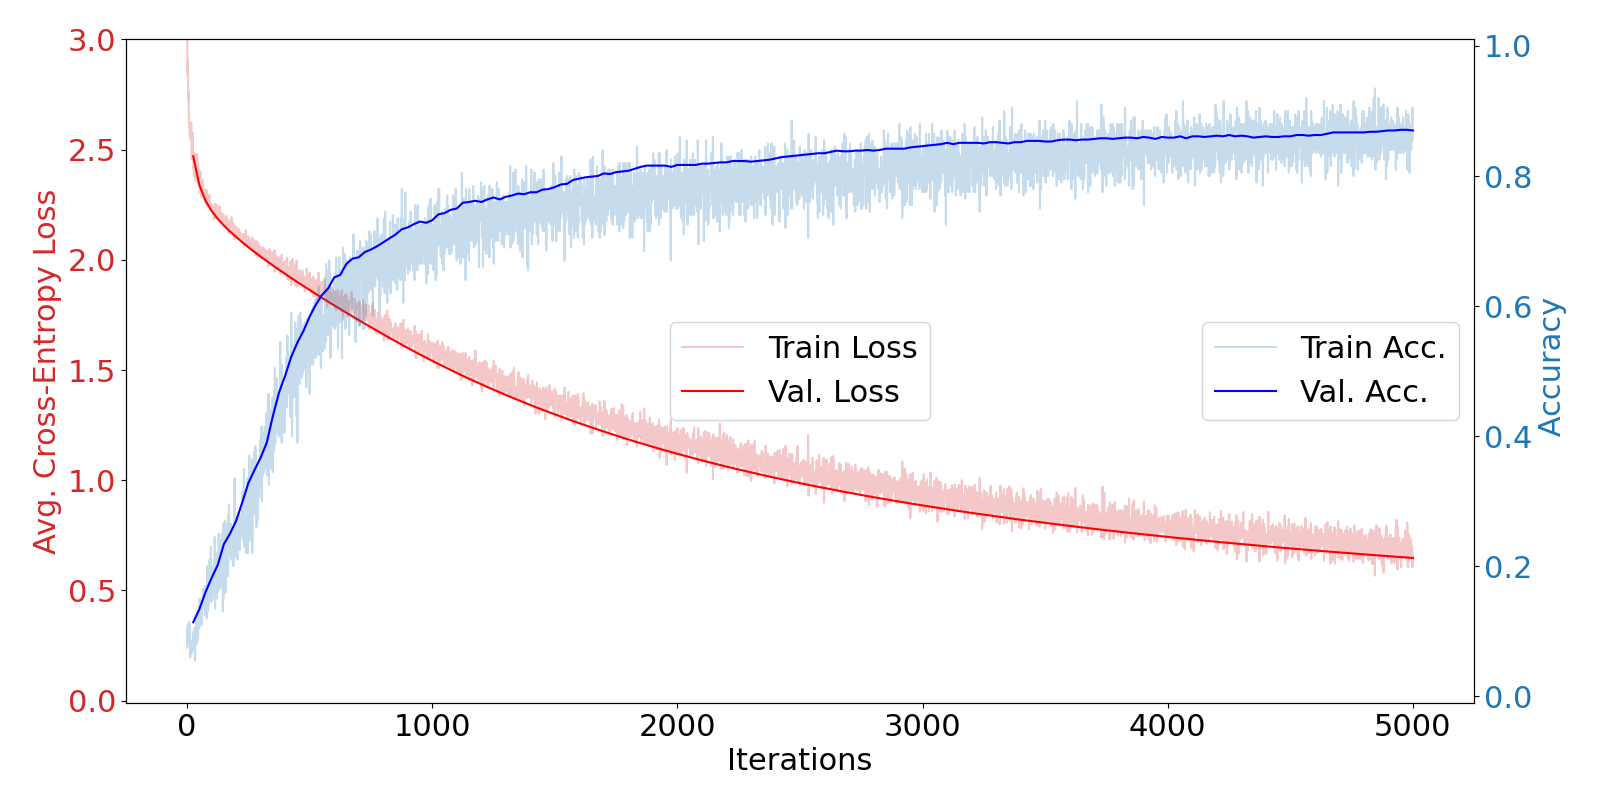 Avg. Cross-Entropy Loss
3.0
2.5
2.0
1.5
1.0
0.5
0.0
Train Loss
Val. Loss
Train Acc.
Val. Acc.
1.0
0.8
0.6
0.4
0.2
0.0
Accuracy
0 1000 2000 3000 4000 5000
Iterations